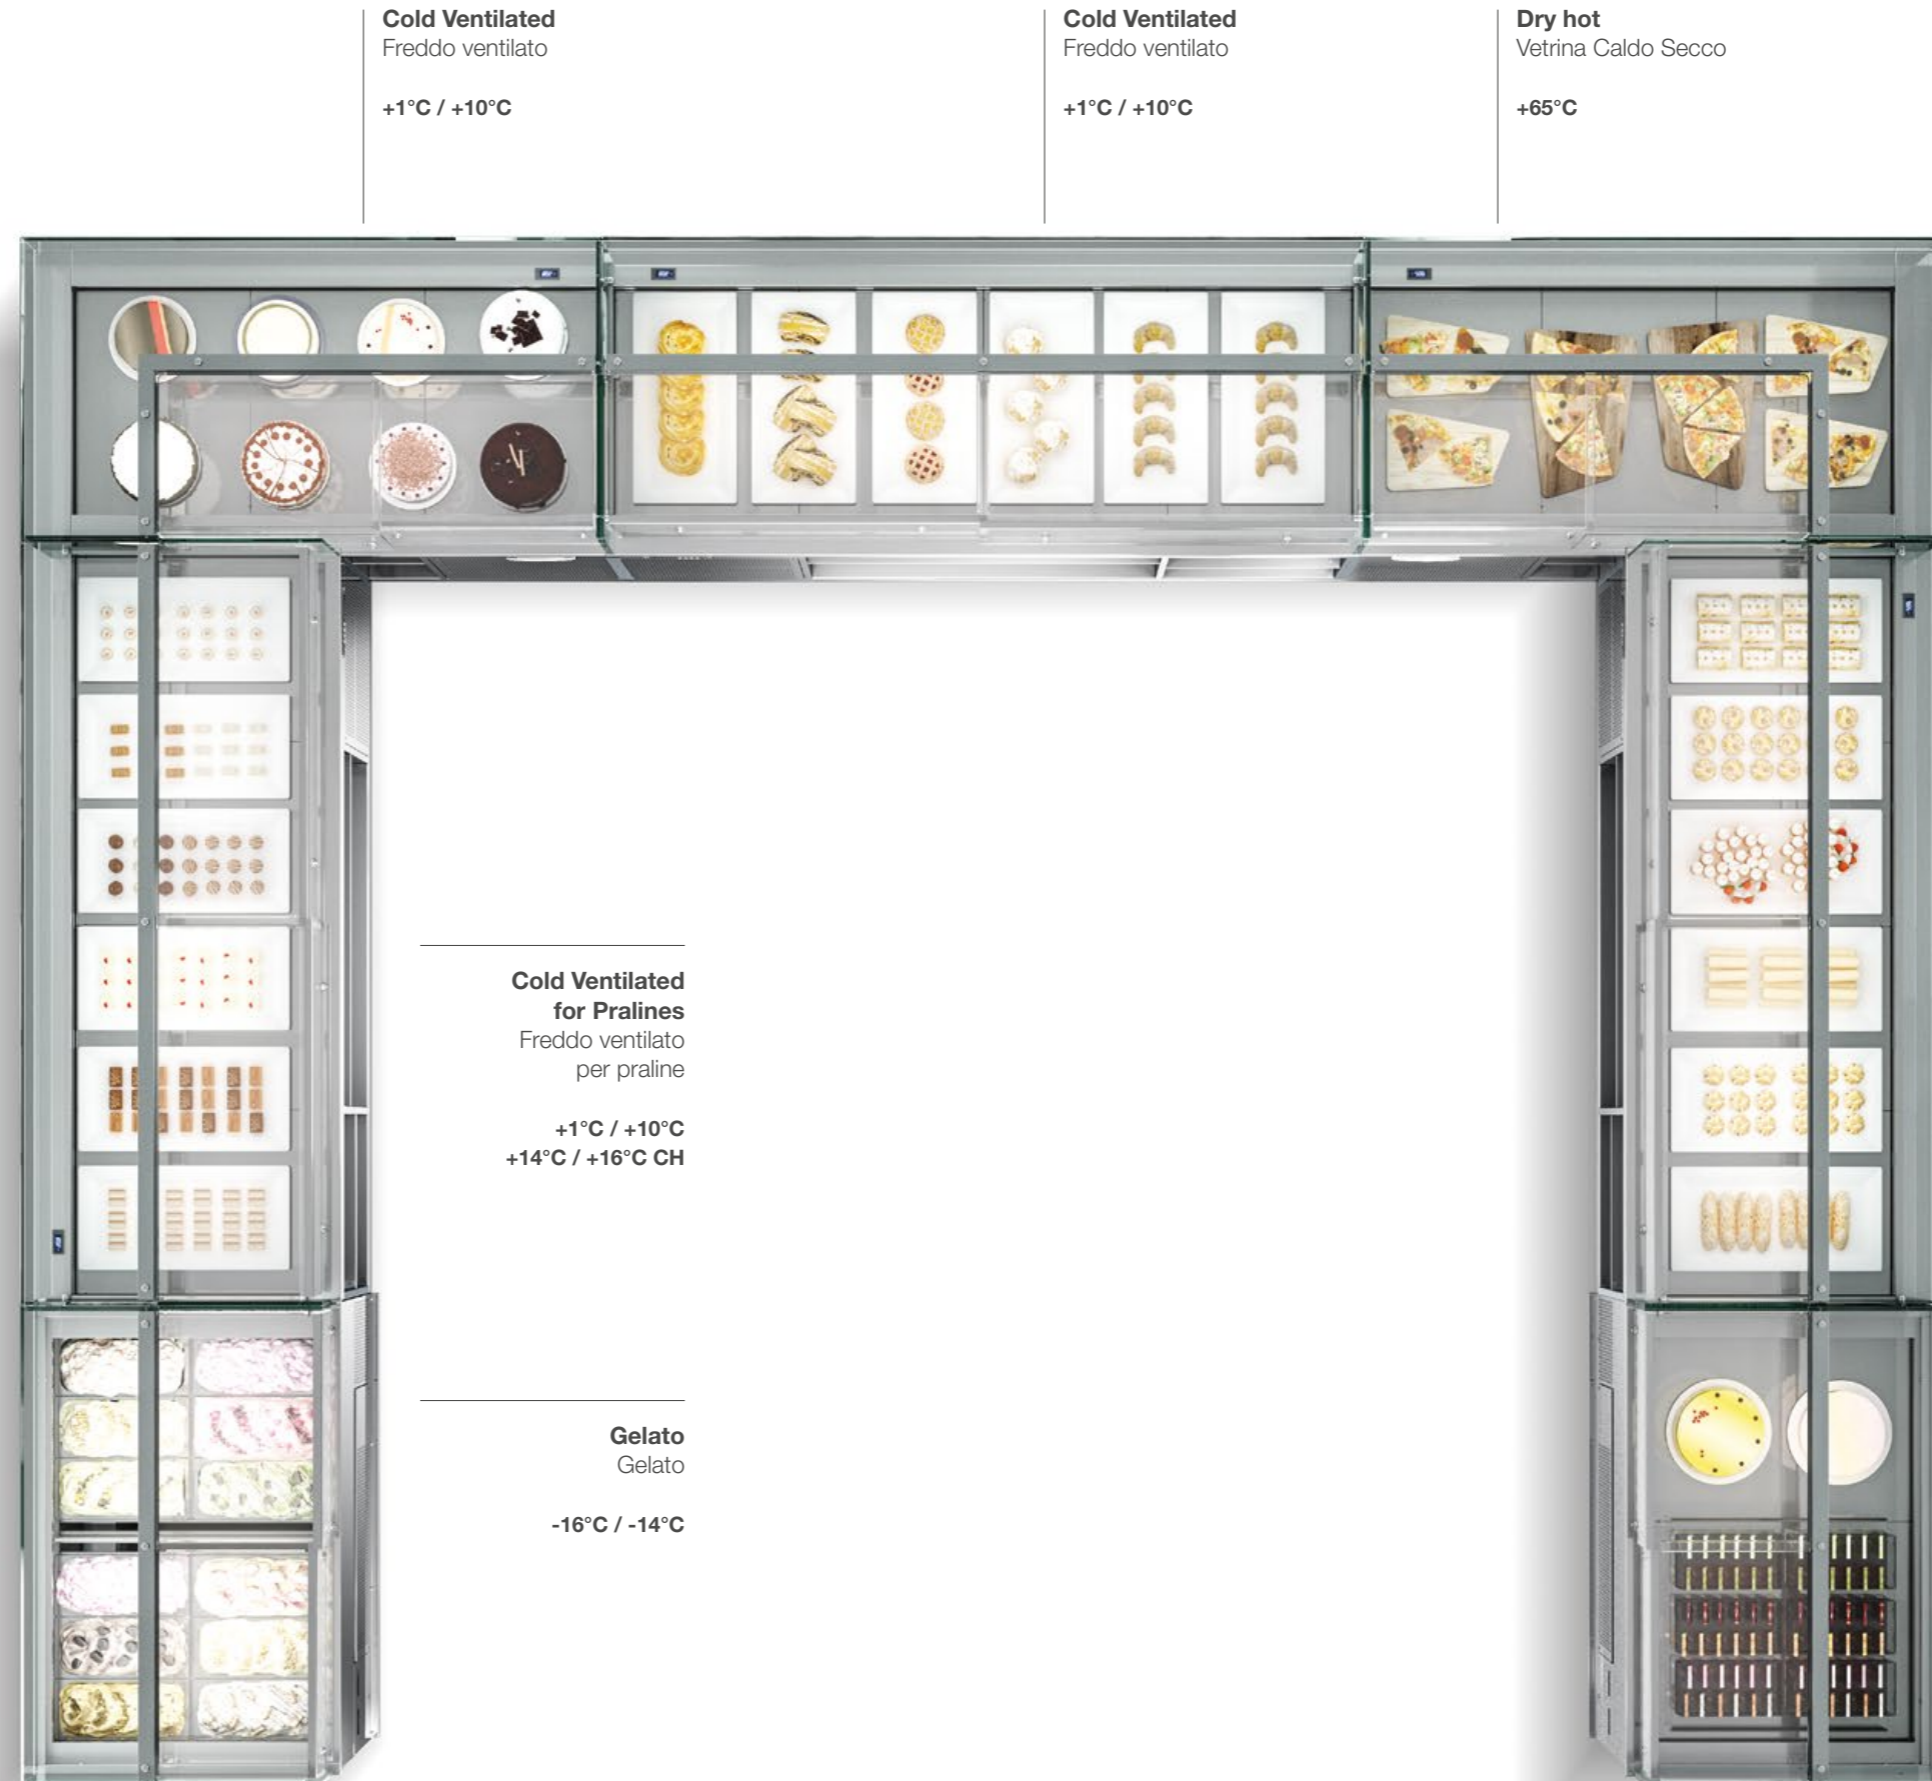 Cold Ventilated
Freddo ventilato
+1°C / +10°C
Cold Ventilated
Freddo ventilato
+1°C / +10°C
Dry hot
Vetrina Caldo Secco
+65°C
Cold Ventilated
for Pralines
Freddo ventilato
per praline
+1°C / +10°C
+14°C / +16°C CH
Gelato
Gelato
-16°C / -14°C